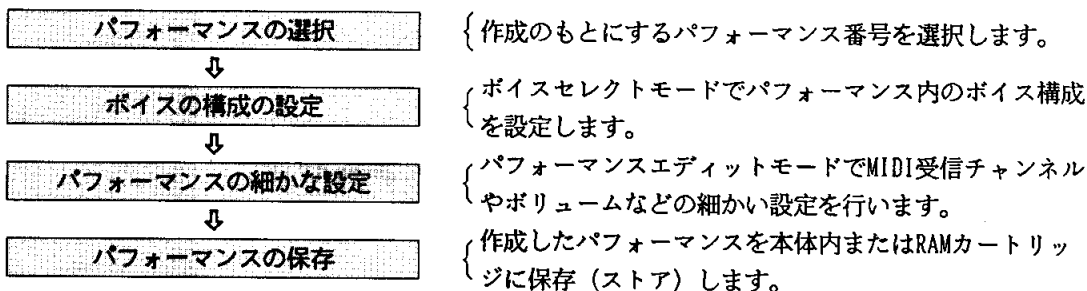 パフォーマンスの選択
作成のもとにするパフォーマンス番号を選択します。
ボイスの構成の設定
ボイスセレクトモードでパフォーマンス内のボイス構成
を設定します。
パフォーマンスの細かな設定
パフォーマンスエディットモードでMIDI受信チャンネル
やボリュームなどの細かい設定を行います。
パフォーマンスの保存
作成したパフォーマンスを本体内またはRAMカートリッ
ジに保存（ストア）します。